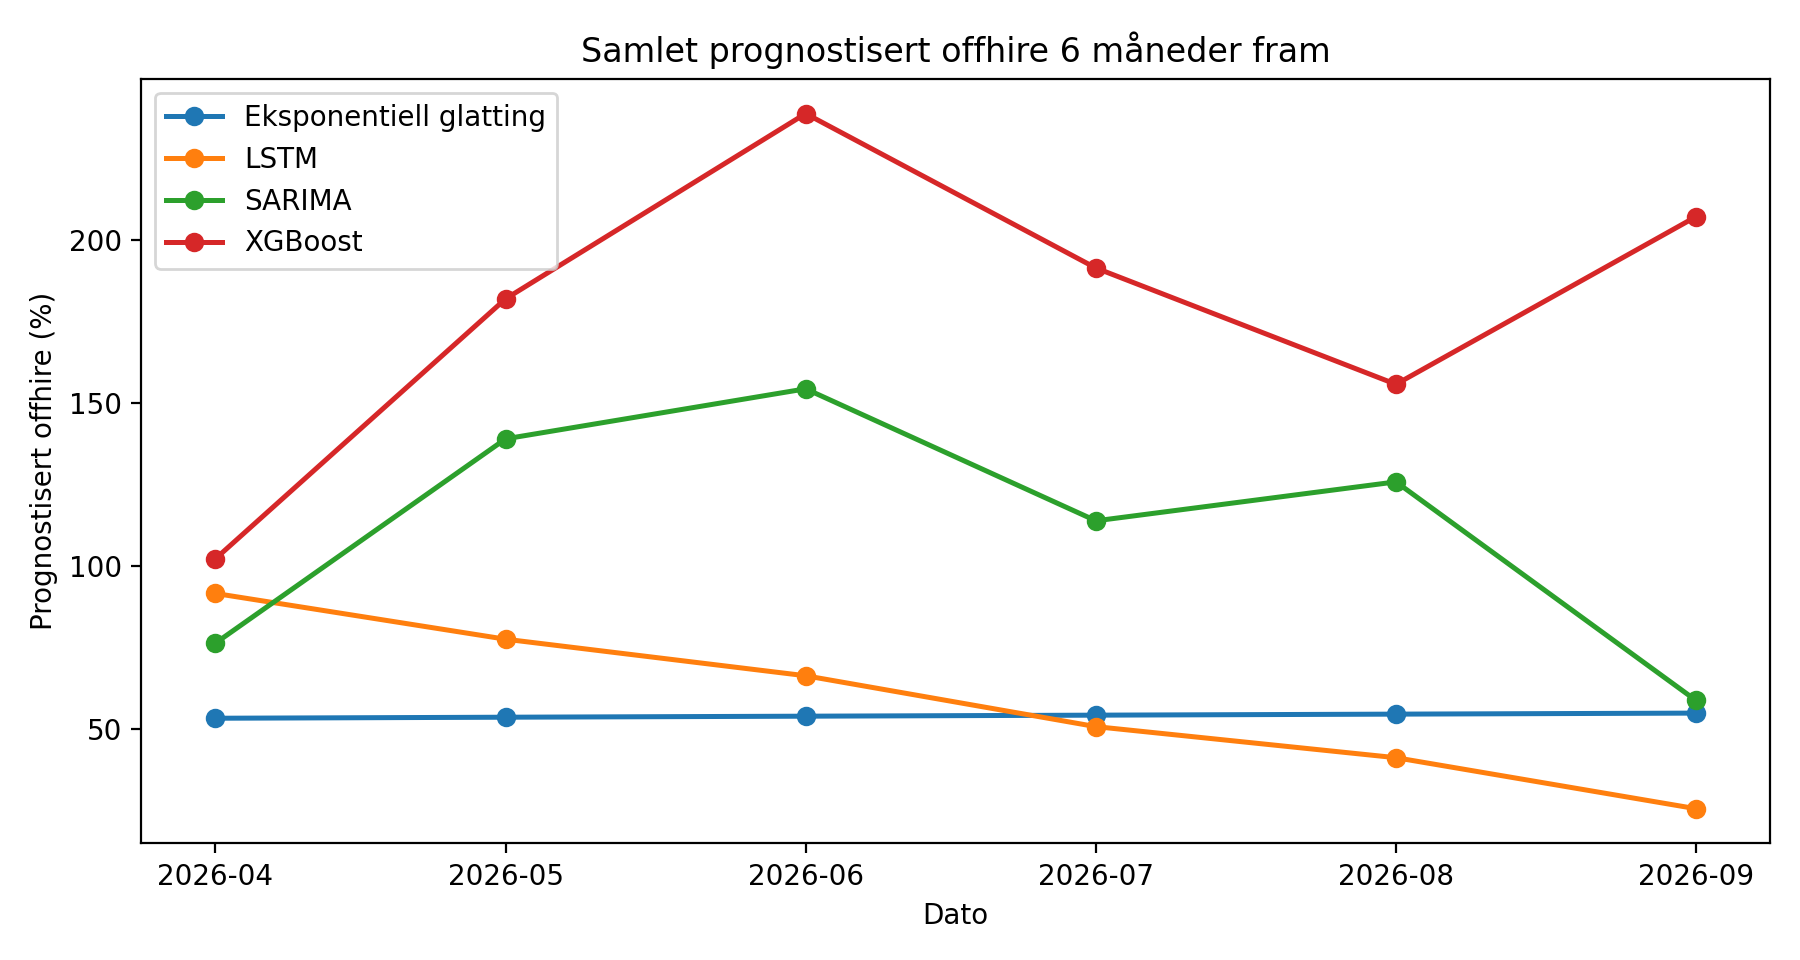 Samlet prognostisert offhire 6 måneder fram
Eksponentiell glatting
LSTM
SARIMA
XGBoost
Prognostisert offhire (%)
200
150
100
50
2026-04 2026-05 2026-06 2026-07 2026-08 2026-09
Dato